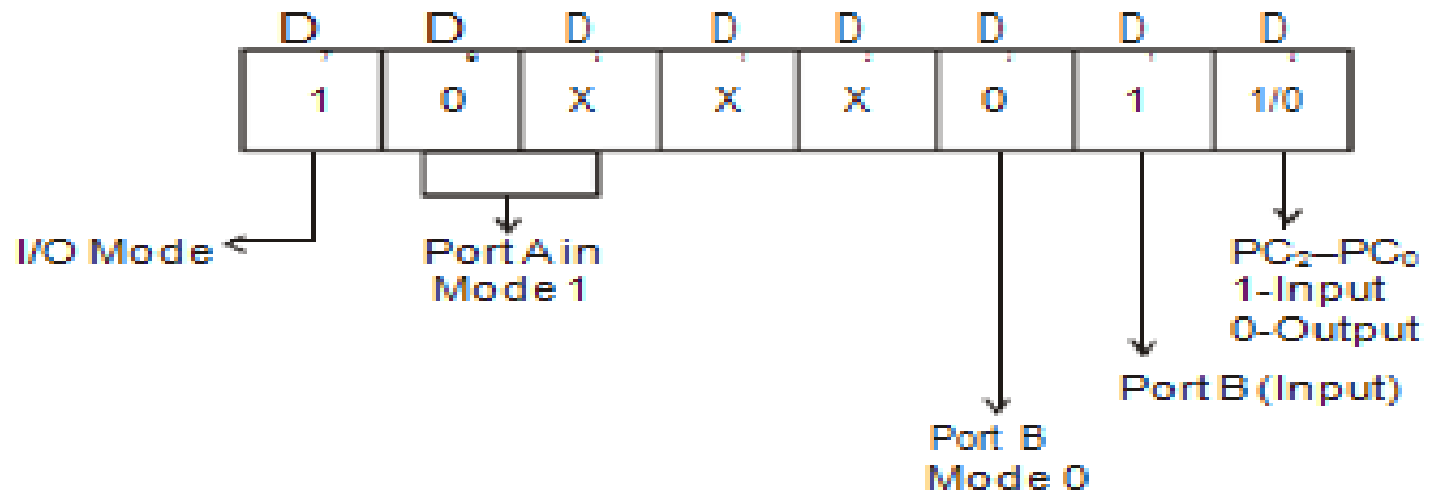 D D D D D D D D
1 0 X X X 0 1 1/0
I/O Mode
Port A in
Mode 1
PC₂–PC₀
1-Input
0-Output
Port B (Input)
Port B
Mode 0